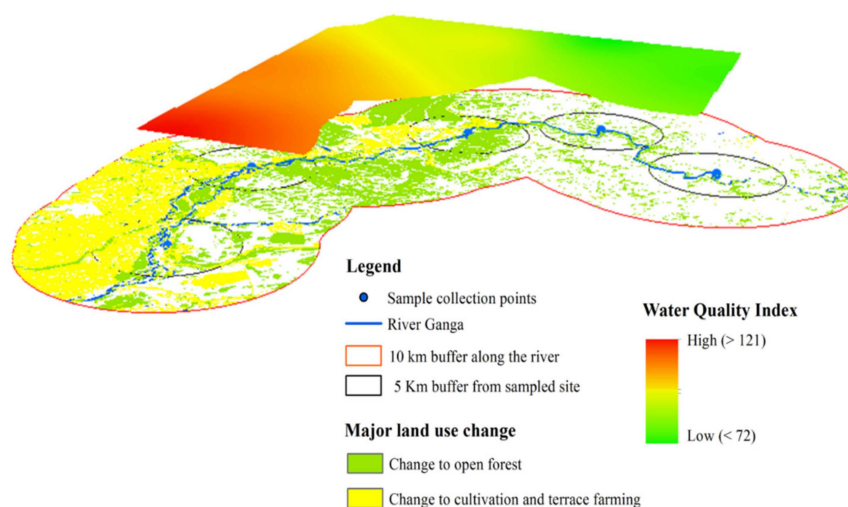 Legend
Sample collection points
River Ganga
10 km buffer along the river
5 Km buffer from sampled site
Major land use change
Change to open forest
Change to cultivation and terrace farming
Water Quality Index
High (> 121)
Low (< 72)